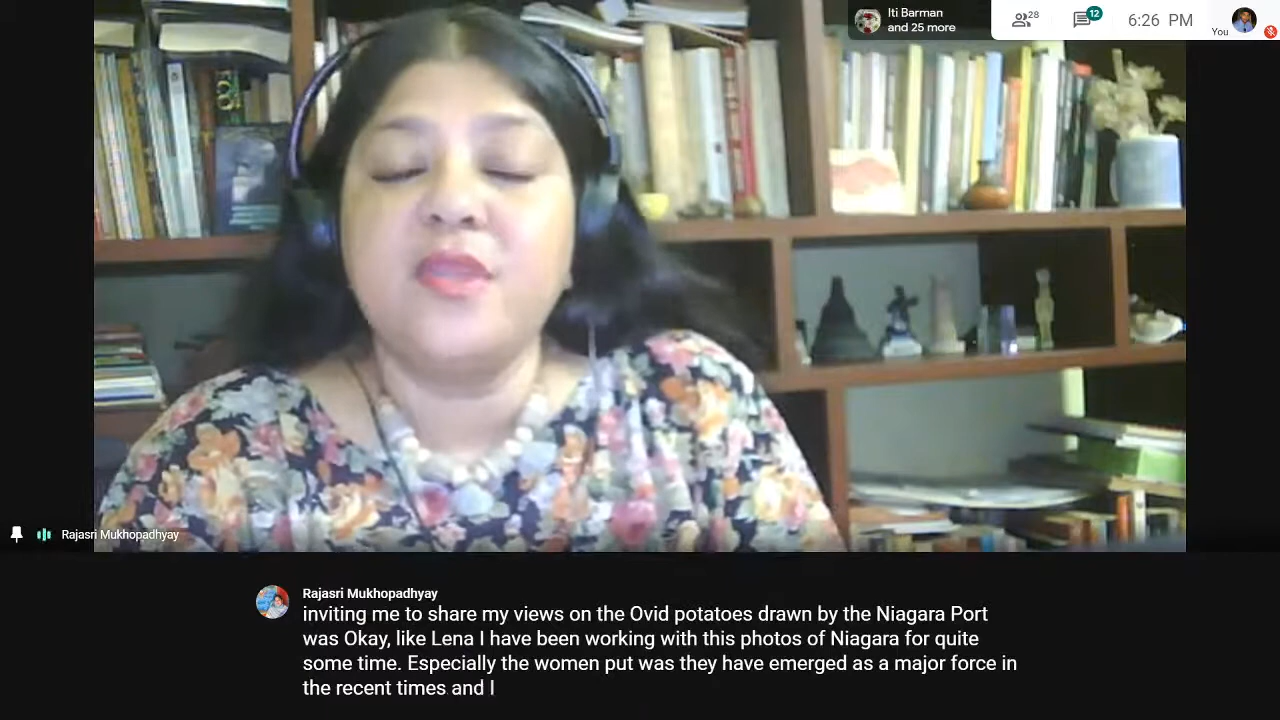 Iti Barman
and 25 more
28
12
6:26 PM
You
Rajasri Mukhopadhyay
Rajasri Mukhopadhyay
inviting me to share my views on the Ovid potatoes drawn by the Niagara Port
was Okay, like Lena I have been working with this photos of Niagara for quite
some time. Especially the women put was they have emerged as a major force in
the recent times and I